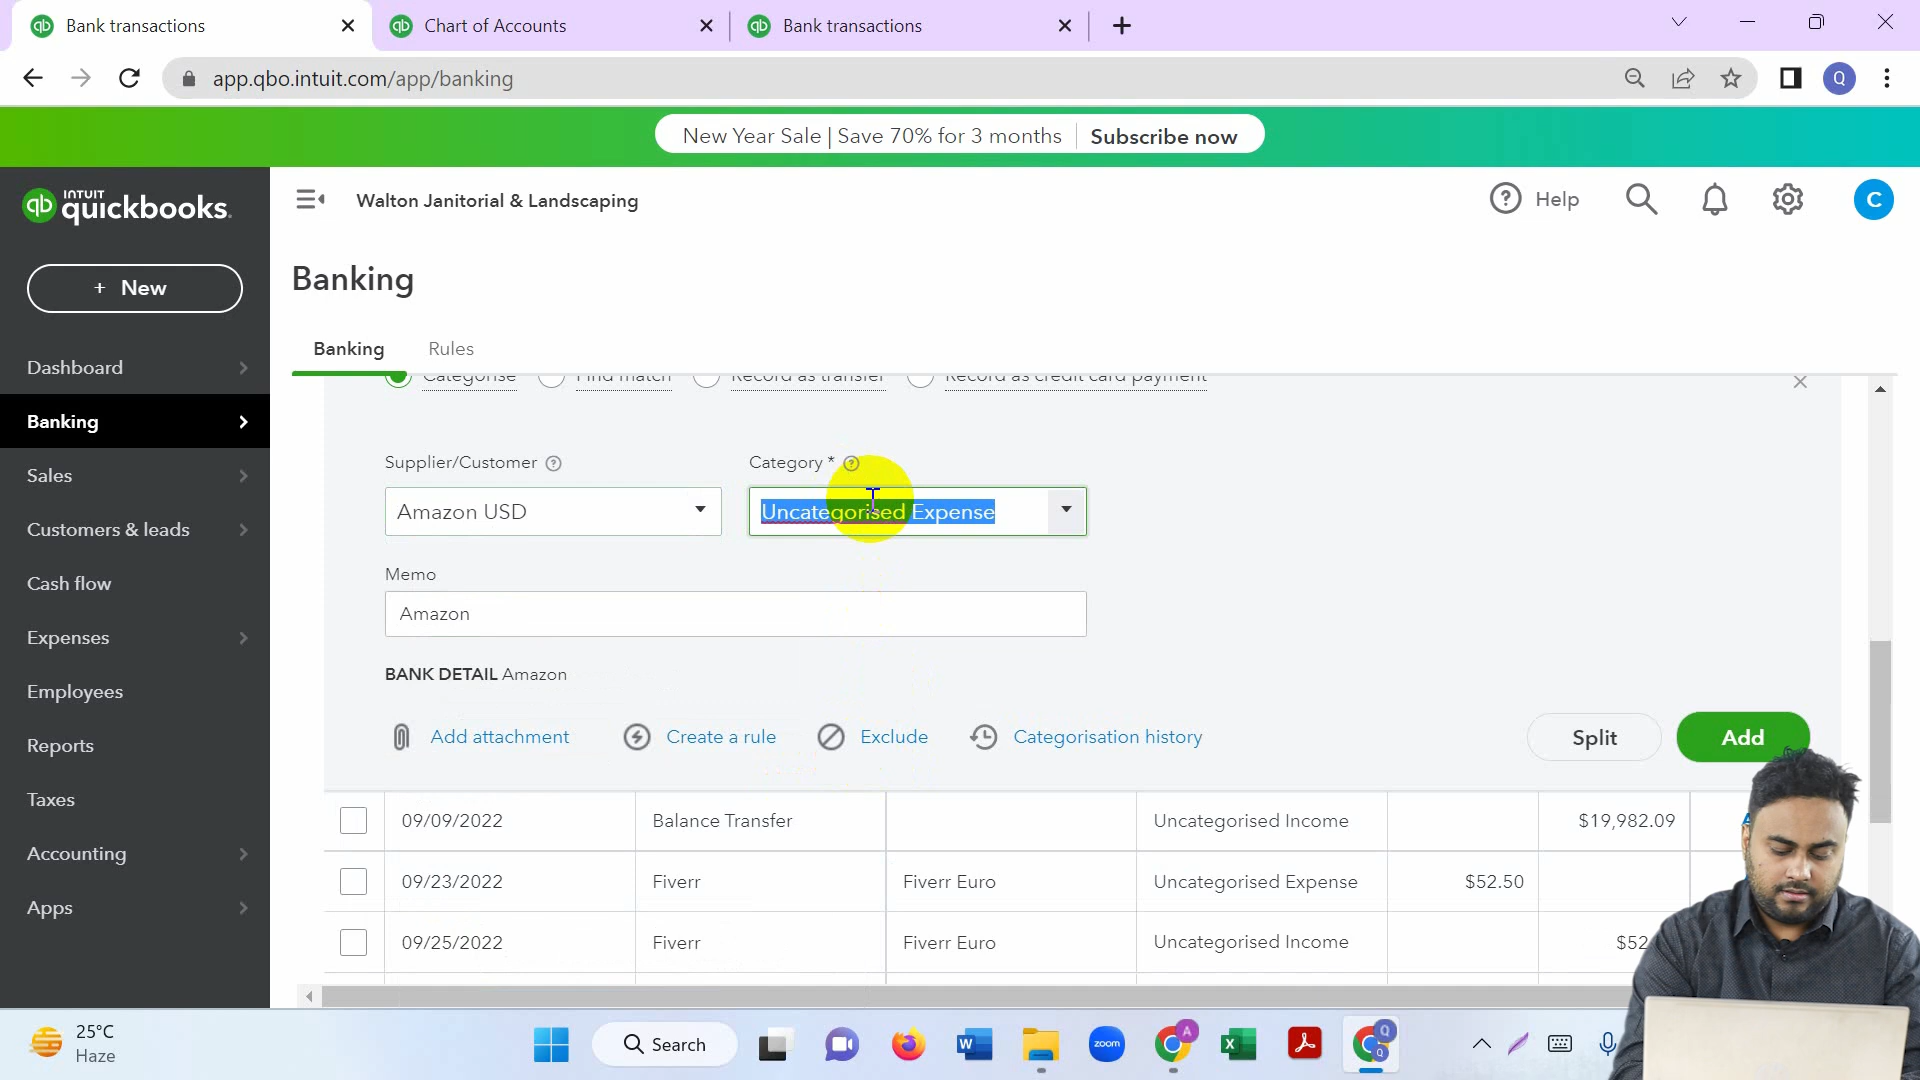 Bank transactions
Chart of Accounts
Bank transactions
app.qbo.intuit.com/app/banking
Q
New Year Sale | Save 70% for 3 months
Subscribe now
qb INTUIT quickbooks.
Walton Janitorial & Landscaping
Help
C
+ New
Banking
Banking
Rules
Dashboard
Banking
Sales
Customers & leads
Cash flow
Expenses
Employees
Reports
Taxes
Accounting
Apps
Categorise
Find match
Record as transfer
Record as credit card payment
Supplier/Customer
Category *
Amazon USD
Uncategorised Expense
Memo
Amazon
BANK DETAIL Amazon
Add attachment
Create a rule
Exclude
Categorisation history
Split
Add
09/09/2022 Balance Transfer Uncategorised Income $19,982.09
09/23/2022 Fiverr Fiverr Euro Uncategorised Expense $52.50
09/25/2022 Fiverr Fiverr Euro Uncategorised Income $52
25°C
Haze
Search
zoom